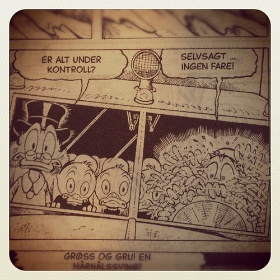 ER ALT UNDER
KONTROLL?
SELVSAGT ...
INGEN FARE!
GRØSS OG GRU! EN
HÅRNÅLSSVING!